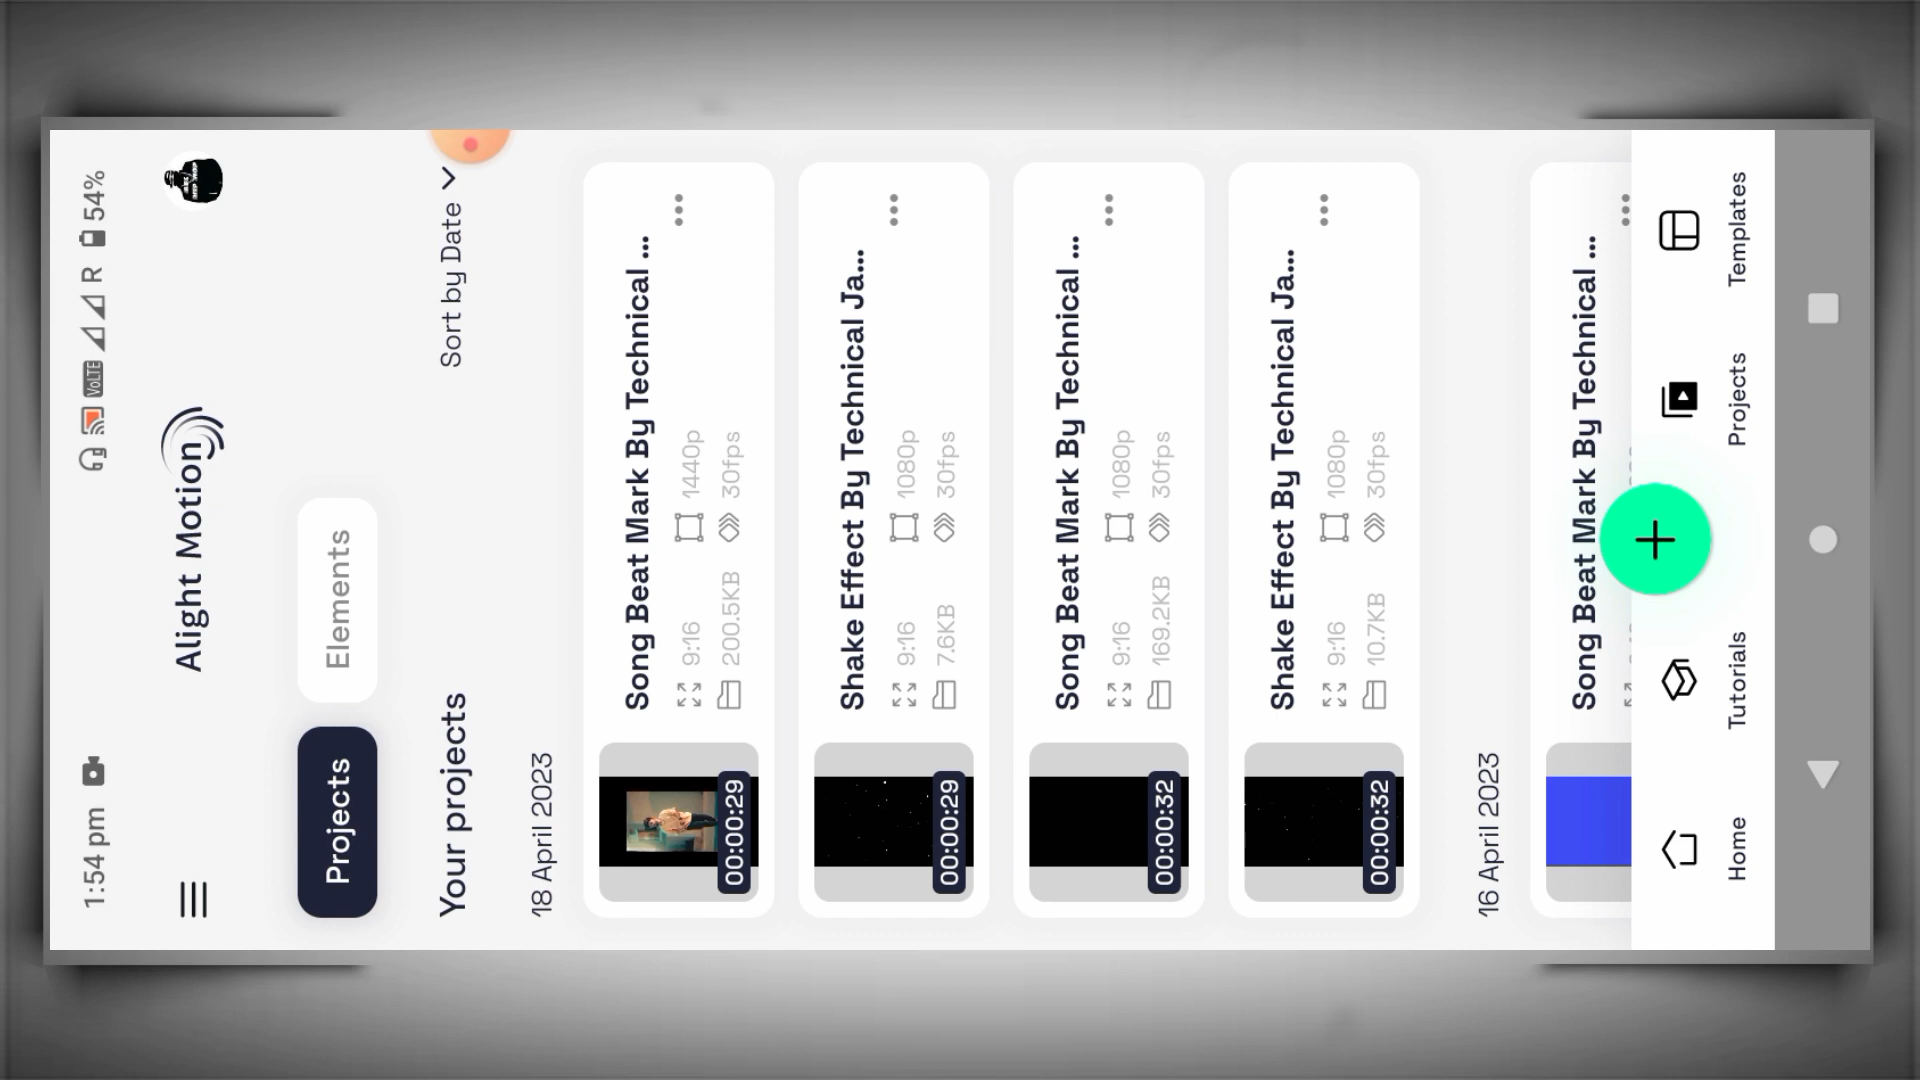 1:54 pm
VoLTE
R
54%
Alight Motion
Projects
Elements
Your projects
Sort by Date
18 April 2023
Song Beat Mark By Technical ...
9:16
1440p
200.5KB
30fps
00:00:29
Shake Effect By Technical Ja...
9:16
1080p
7.6KB
30fps
00:00:29
Song Beat Mark By Technical ...
9:16
1080p
169.2KB
30fps
00:00:32
Shake Effect By Technical Ja...
9:16
1080p
10.7KB
30fps
00:00:32
16 April 2023
Song Beat Mark By Technical ...
Home
Tutorials
Projects
Templates